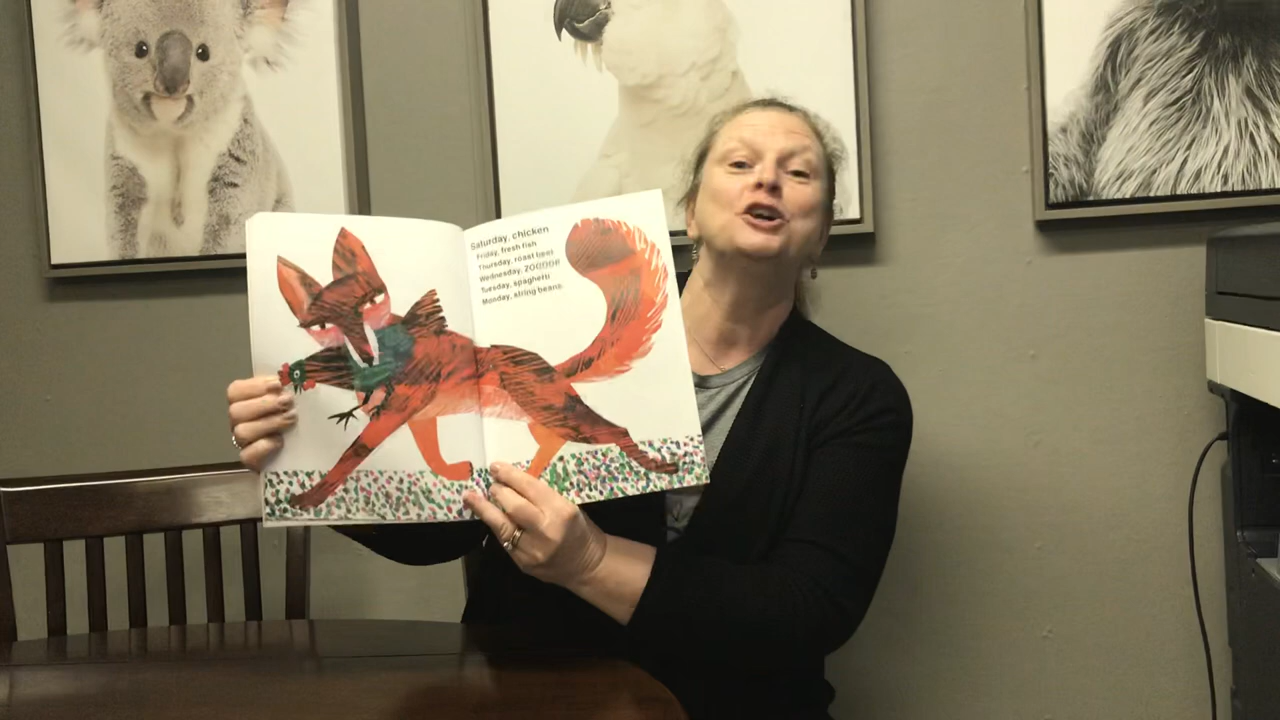 Saturday, chicken
Friday, fresh fish
Thursday, roast beef
Wednesday, ZOOOOP
Tuesday, spaghetti
Monday, string beans